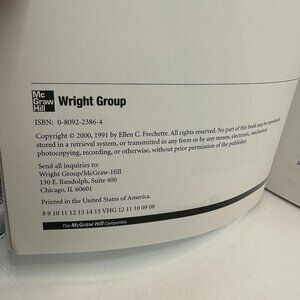 Mc
Graw
Hill
Wright Group
ISBN: 0-8092-2386-4
Copyright © 2000, 1991 by Ellen C. Frechette. All rights reserved. No part of this book may be reproduced,
stored in a retrieval system, or transmitted in any form or by any means, electronic, mechanical,
photocopying, recording, or otherwise, without prior permission of the publisher.
Send all inquiries to:
Wright Group/McGraw-Hill
130 E. Randolph, Suite 400
Chicago, IL 60601
Printed in the United States of America.
8 9 10 11 12 13 14 15 VHG 12 11 10 09 08
The McGraw Hill Companies